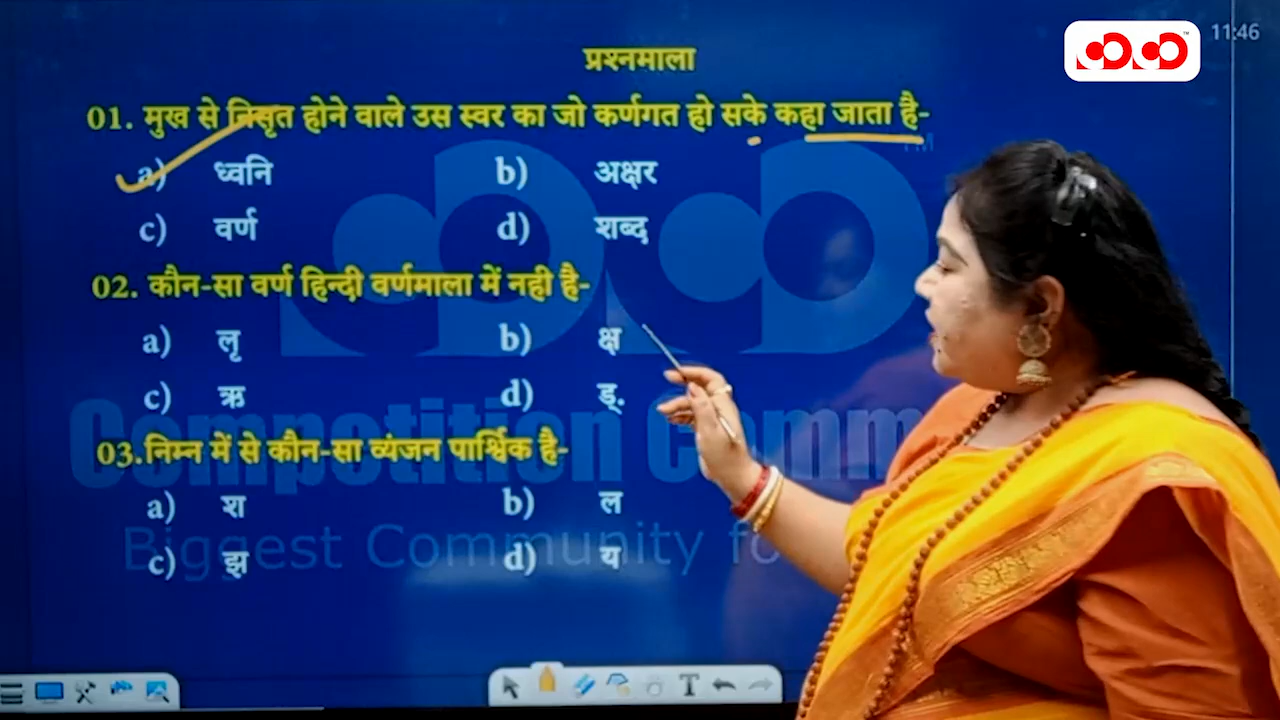 11:46
प्रश्नमाला
01. मुख से निसृत होने वाले उस स्वर का जो कर्णगत हो सके कहा जाता है-
a) ध्वनि b) अक्षर
c) वर्ण d) शब्द
02. कौन-सा वर्ण हिन्दी वर्णमाला में नही है-
a) लृ b) क्ष
c) ऋ d) ड्.
03.निम्न में से कौन-सा व्यंजन पार्श्विक है-
a) श b) ल
c) झ d) य
Competition Comm
Biggest Community fo
T